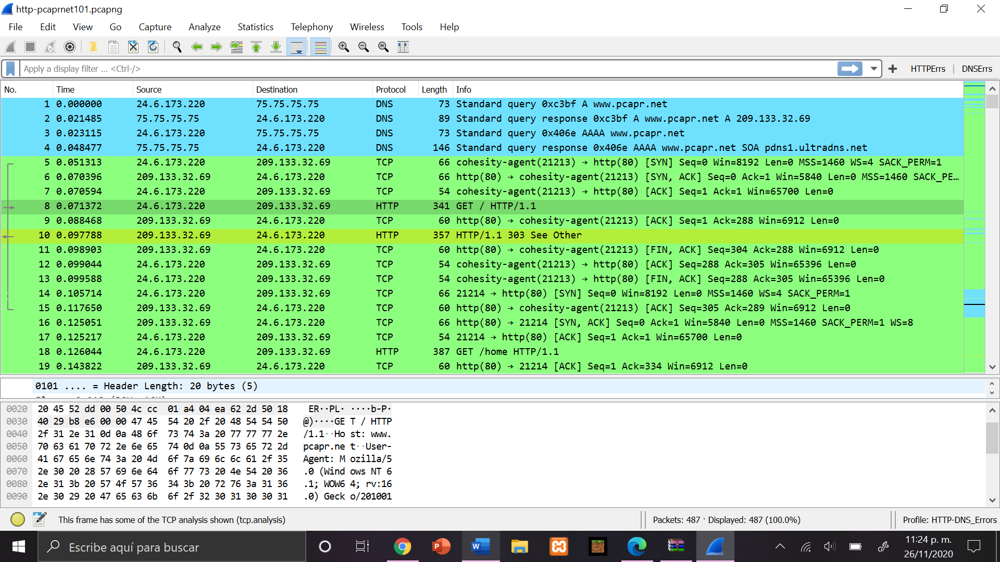 http-pcaprnet101.pcapng
File Edit View Go Capture Analyze Statistics Telephony Wireless Tools Help
Apply a display filter ... <Ctrl-/> HTTPErrs DNSErrs
No. Time Source Destination Protocol Length Info
1 0.000000 24.6.173.220 75.75.75.75 DNS 73 Standard query 0xc3bf A www.pcapr.net
2 0.021485 75.75.75.75 24.6.173.220 DNS 89 Standard query response 0xc3bf A www.pcapr.net A 209.133.32.69
3 0.023115 24.6.173.220 75.75.75.75 DNS 73 Standard query 0x406e AAAA www.pcapr.net
4 0.048477 75.75.75.75 24.6.173.220 DNS 146 Standard query response 0x406e AAAA www.pcapr.net SOA pdns1.ultradns.net
5 0.051313 24.6.173.220 209.133.32.69 TCP 66 cohesity-agent(21213) → http(80) [SYN] Seq=0 Win=8192 Len=0 MSS=1460 WS=4 SACK_PERM=1
6 0.070396 209.133.32.69 24.6.173.220 TCP 66 http(80) → cohesity-agent(21213) [SYN, ACK] Seq=0 Ack=1 Win=5840 Len=0 MSS=1460 SACK_PE…
7 0.070594 24.6.173.220 209.133.32.69 TCP 54 cohesity-agent(21213) → http(80) [ACK] Seq=1 Ack=1 Win=65700 Len=0
8 0.071372 24.6.173.220 209.133.32.69 HTTP 341 GET / HTTP/1.1
9 0.088468 209.133.32.69 24.6.173.220 TCP 60 http(80) → cohesity-agent(21213) [ACK] Seq=1 Ack=288 Win=6912 Len=0
10 0.097788 209.133.32.69 24.6.173.220 HTTP 357 HTTP/1.1 303 See Other
11 0.098903 209.133.32.69 24.6.173.220 TCP 60 http(80) → cohesity-agent(21213) [FIN, ACK] Seq=304 Ack=288 Win=6912 Len=0
12 0.099044 24.6.173.220 209.133.32.69 TCP 54 cohesity-agent(21213) → http(80) [ACK] Seq=288 Ack=305 Win=65396 Len=0
13 0.099588 24.6.173.220 209.133.32.69 TCP 54 cohesity-agent(21213) → http(80) [FIN, ACK] Seq=288 Ack=305 Win=65396 Len=0
14 0.105714 24.6.173.220 209.133.32.69 TCP 66 21214 → http(80) [SYN] Seq=0 Win=8192 Len=0 MSS=1460 WS=4 SACK_PERM=1
15 0.117650 209.133.32.69 24.6.173.220 TCP 60 http(80) → cohesity-agent(21213) [ACK] Seq=305 Ack=289 Win=6912 Len=0
16 0.125051 209.133.32.69 24.6.173.220 TCP 66 http(80) → 21214 [SYN, ACK] Seq=0 Ack=1 Win=5840 Len=0 MSS=1460 SACK_PERM=1 WS=8
17 0.125217 24.6.173.220 209.133.32.69 TCP 54 21214 → http(80) [ACK] Seq=1 Ack=1 Win=65700 Len=0
18 0.126044 24.6.173.220 209.133.32.69 HTTP 387 GET /home HTTP/1.1
19 0.143822 209.133.32.69 24.6.173.220 TCP 60 http(80) → 21214 [ACK] Seq=1 Ack=334 Win=6912 Len=0
0101 .... = Header Length: 20 bytes (5)
0020 20 45 52 dd 00 50 4c cc 01 a4 04 ea 62 2d 50 18 ER··PL· ····b-P·
0030 40 29 b8 e6 00 00 47 45 54 20 2f 20 48 54 54 50 @)····GE T / HTTP
0040 2f 31 2e 31 0d 0a 48 6f 73 74 3a 20 77 77 77 2e /1.1··Ho st: www.
0050 70 63 61 70 72 2e 6e 65 74 0d 0a 55 73 65 72 2d pcapr.ne t··User-
0060 41 67 65 6e 74 3a 20 4d 6f 7a 69 6c 6c 61 2f 35 Agent: M ozilla/5
0070 2e 30 20 28 57 69 6e 64 6f 77 73 20 4e 54 20 36 .0 (Wind ows NT 6
0080 2e 31 3b 20 57 4f 57 36 34 3b 20 72 76 3a 31 36 .1; WOW6 4; rv:16
0090 2e 30 29 20 47 65 63 6b 6f 2f 32 30 31 30 30 31 .0) Geck o/201001
This frame has some of the TCP analysis shown (tcp.analysis) Packets: 487 · Displayed: 487 (100.0%) Profile: HTTP-DNS_Errors
Escribe aquí para buscar
11:24 p. m.
26/11/2020